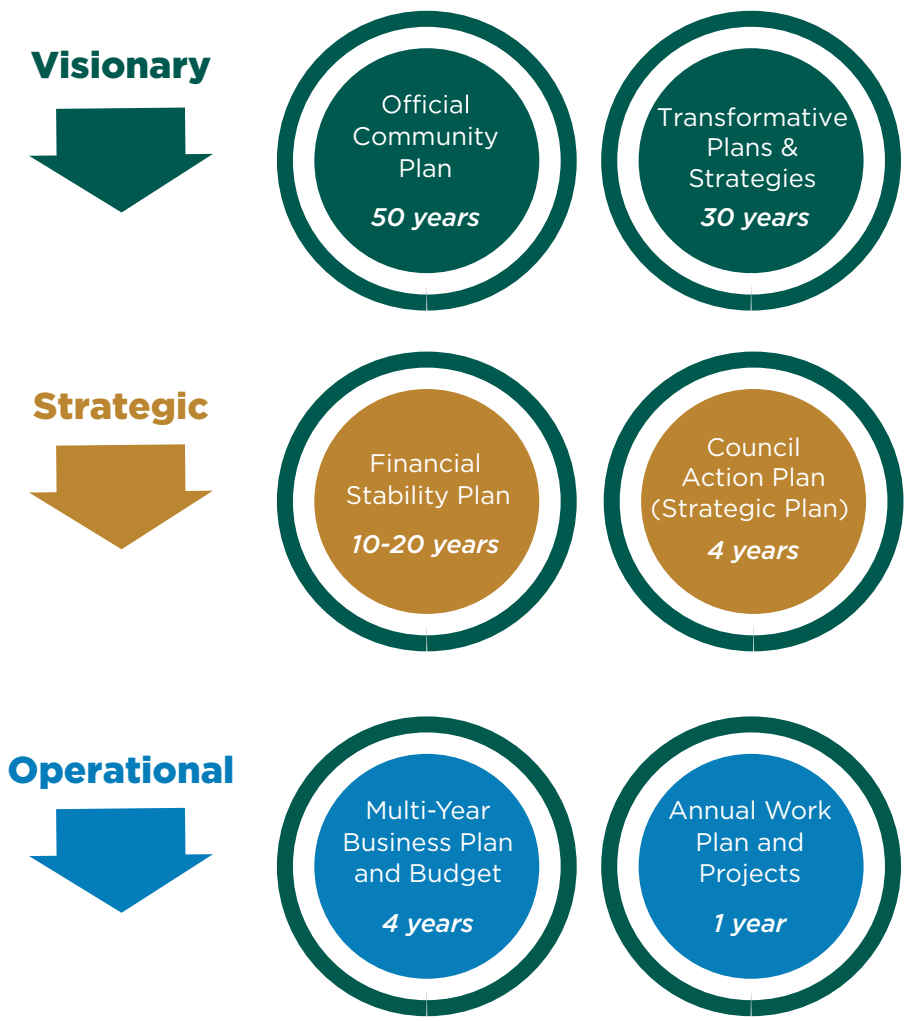 Visionary
Official
Community
Plan
50 years
Transformative
Plans &
Strategies
30 years
Strategic
Financial
Stability Plan
10-20 years
Council
Action Plan
(Strategic Plan)
4 years
Operational
Multi-Year
Business Plan
and Budget
4 years
Annual Work
Plan and
Projects
1 year